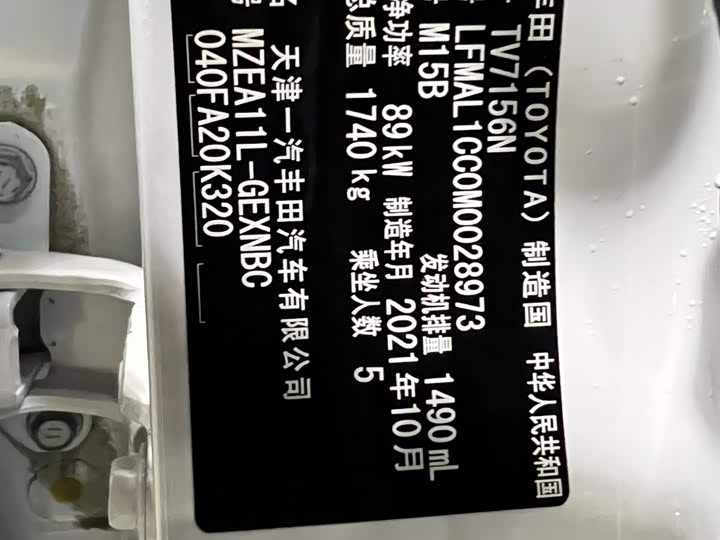 丰田 (TOYOTA) 制造国 中华人民共和国
TV7156N
LFMAL1CC0M0028973
M15B 发动机排量 1490 mL
净功率 89 kW 制造年月 2021年10月
总质量 1740 kg 乘坐人数 5
天津一汽丰田汽车有限公司
MZEA11L-GEXNBC
040FA20K320